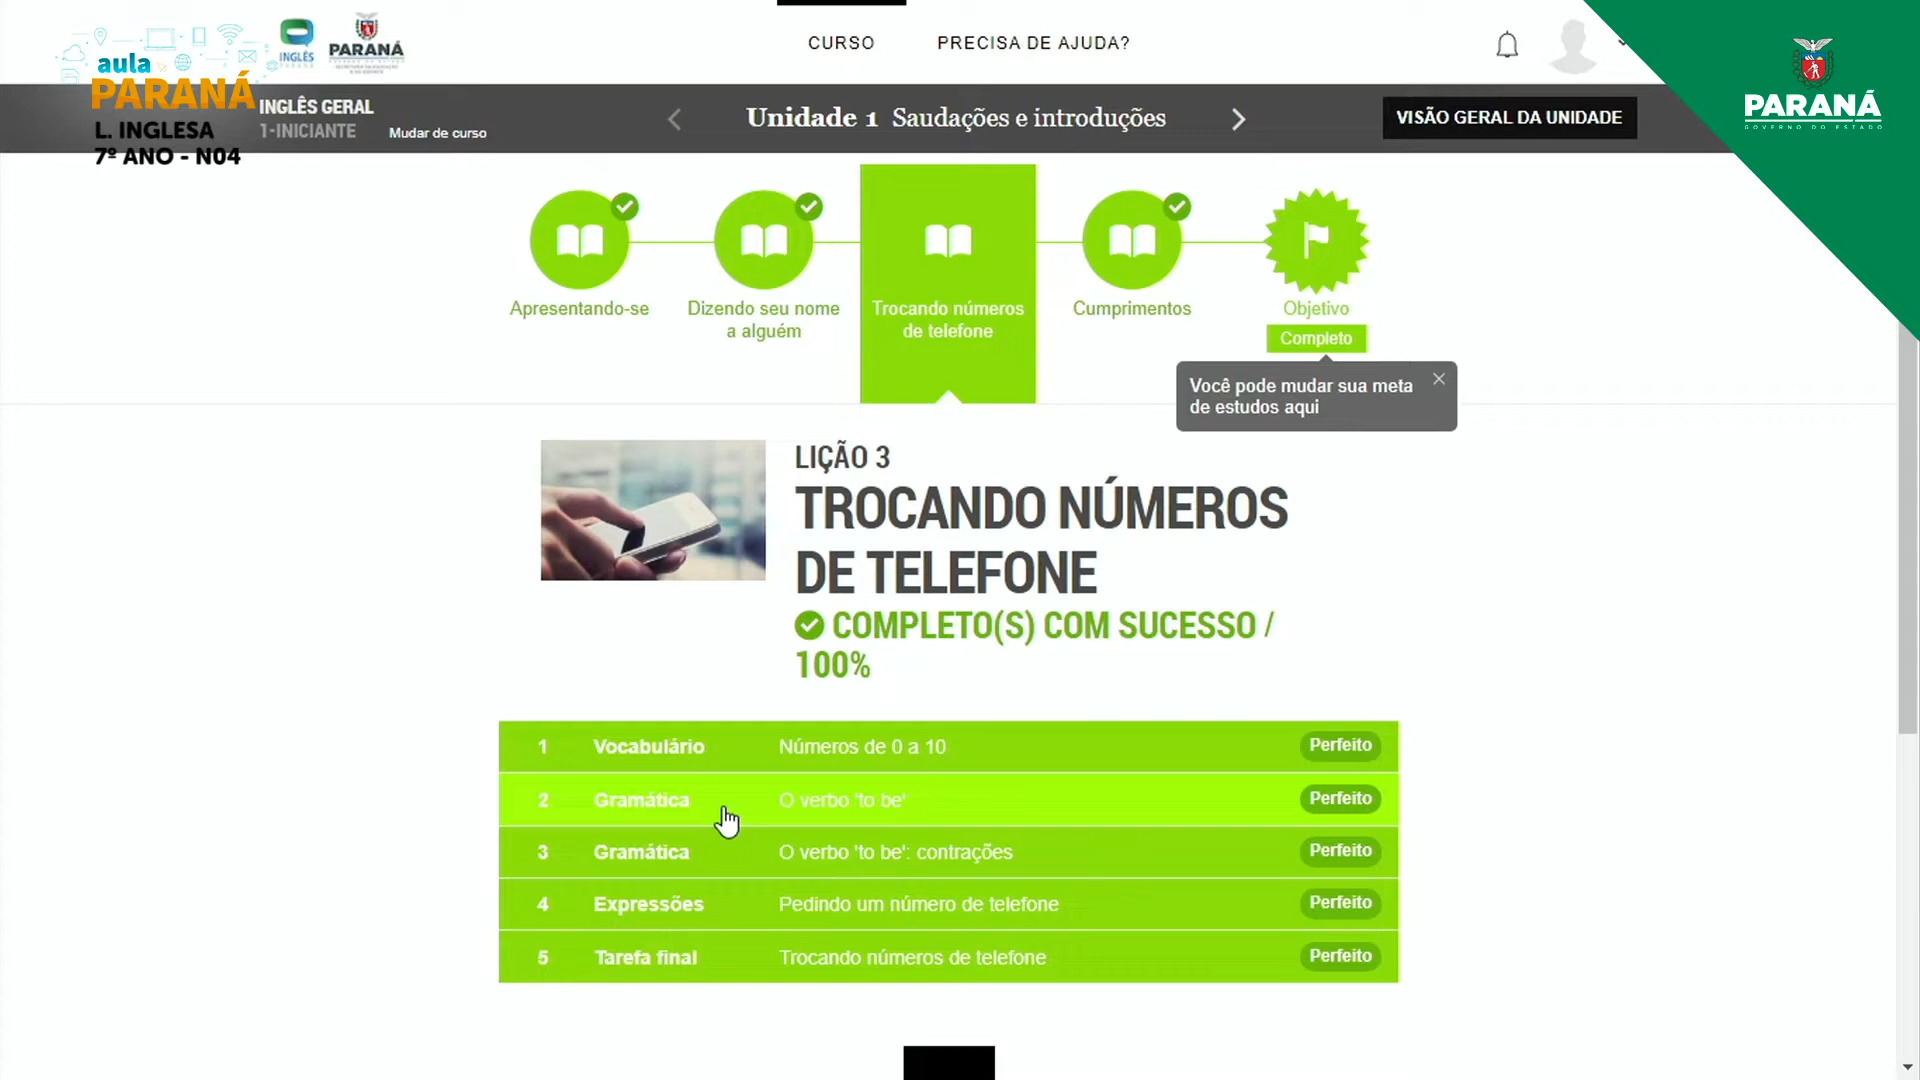 aula
PARANÁ
L. INGLESA
7º ANO - N04
INGLÊS
PARANÁ
CURSO
PRECISA DE AJUDA?
PARANÁ
GOVERNO DO ESTADO
INGLÊS GERAL
1-INICIANTE
Mudar de curso
Unidade 1 Saudações e introduções
VISÃO GERAL DA UNIDADE
Apresentando-se
Dizendo seu nome
a alguém
Trocando números
de telefone
Cumprimentos
Objetivo
Completo
Você pode mudar sua meta
de estudos aqui
LIÇÃO 3
TROCANDO NÚMEROS
DE TELEFONE
COMPLETO(S) COM SUCESSO /
100%
1 Vocabulário Números de 0 a 10 Perfeito
2 Gramática O verbo 'to be' Perfeito
3 Gramática O verbo 'to be': contrações Perfeito
4 Expressões Pedindo um número de telefone Perfeito
5 Tarefa final Trocando números de telefone Perfeito